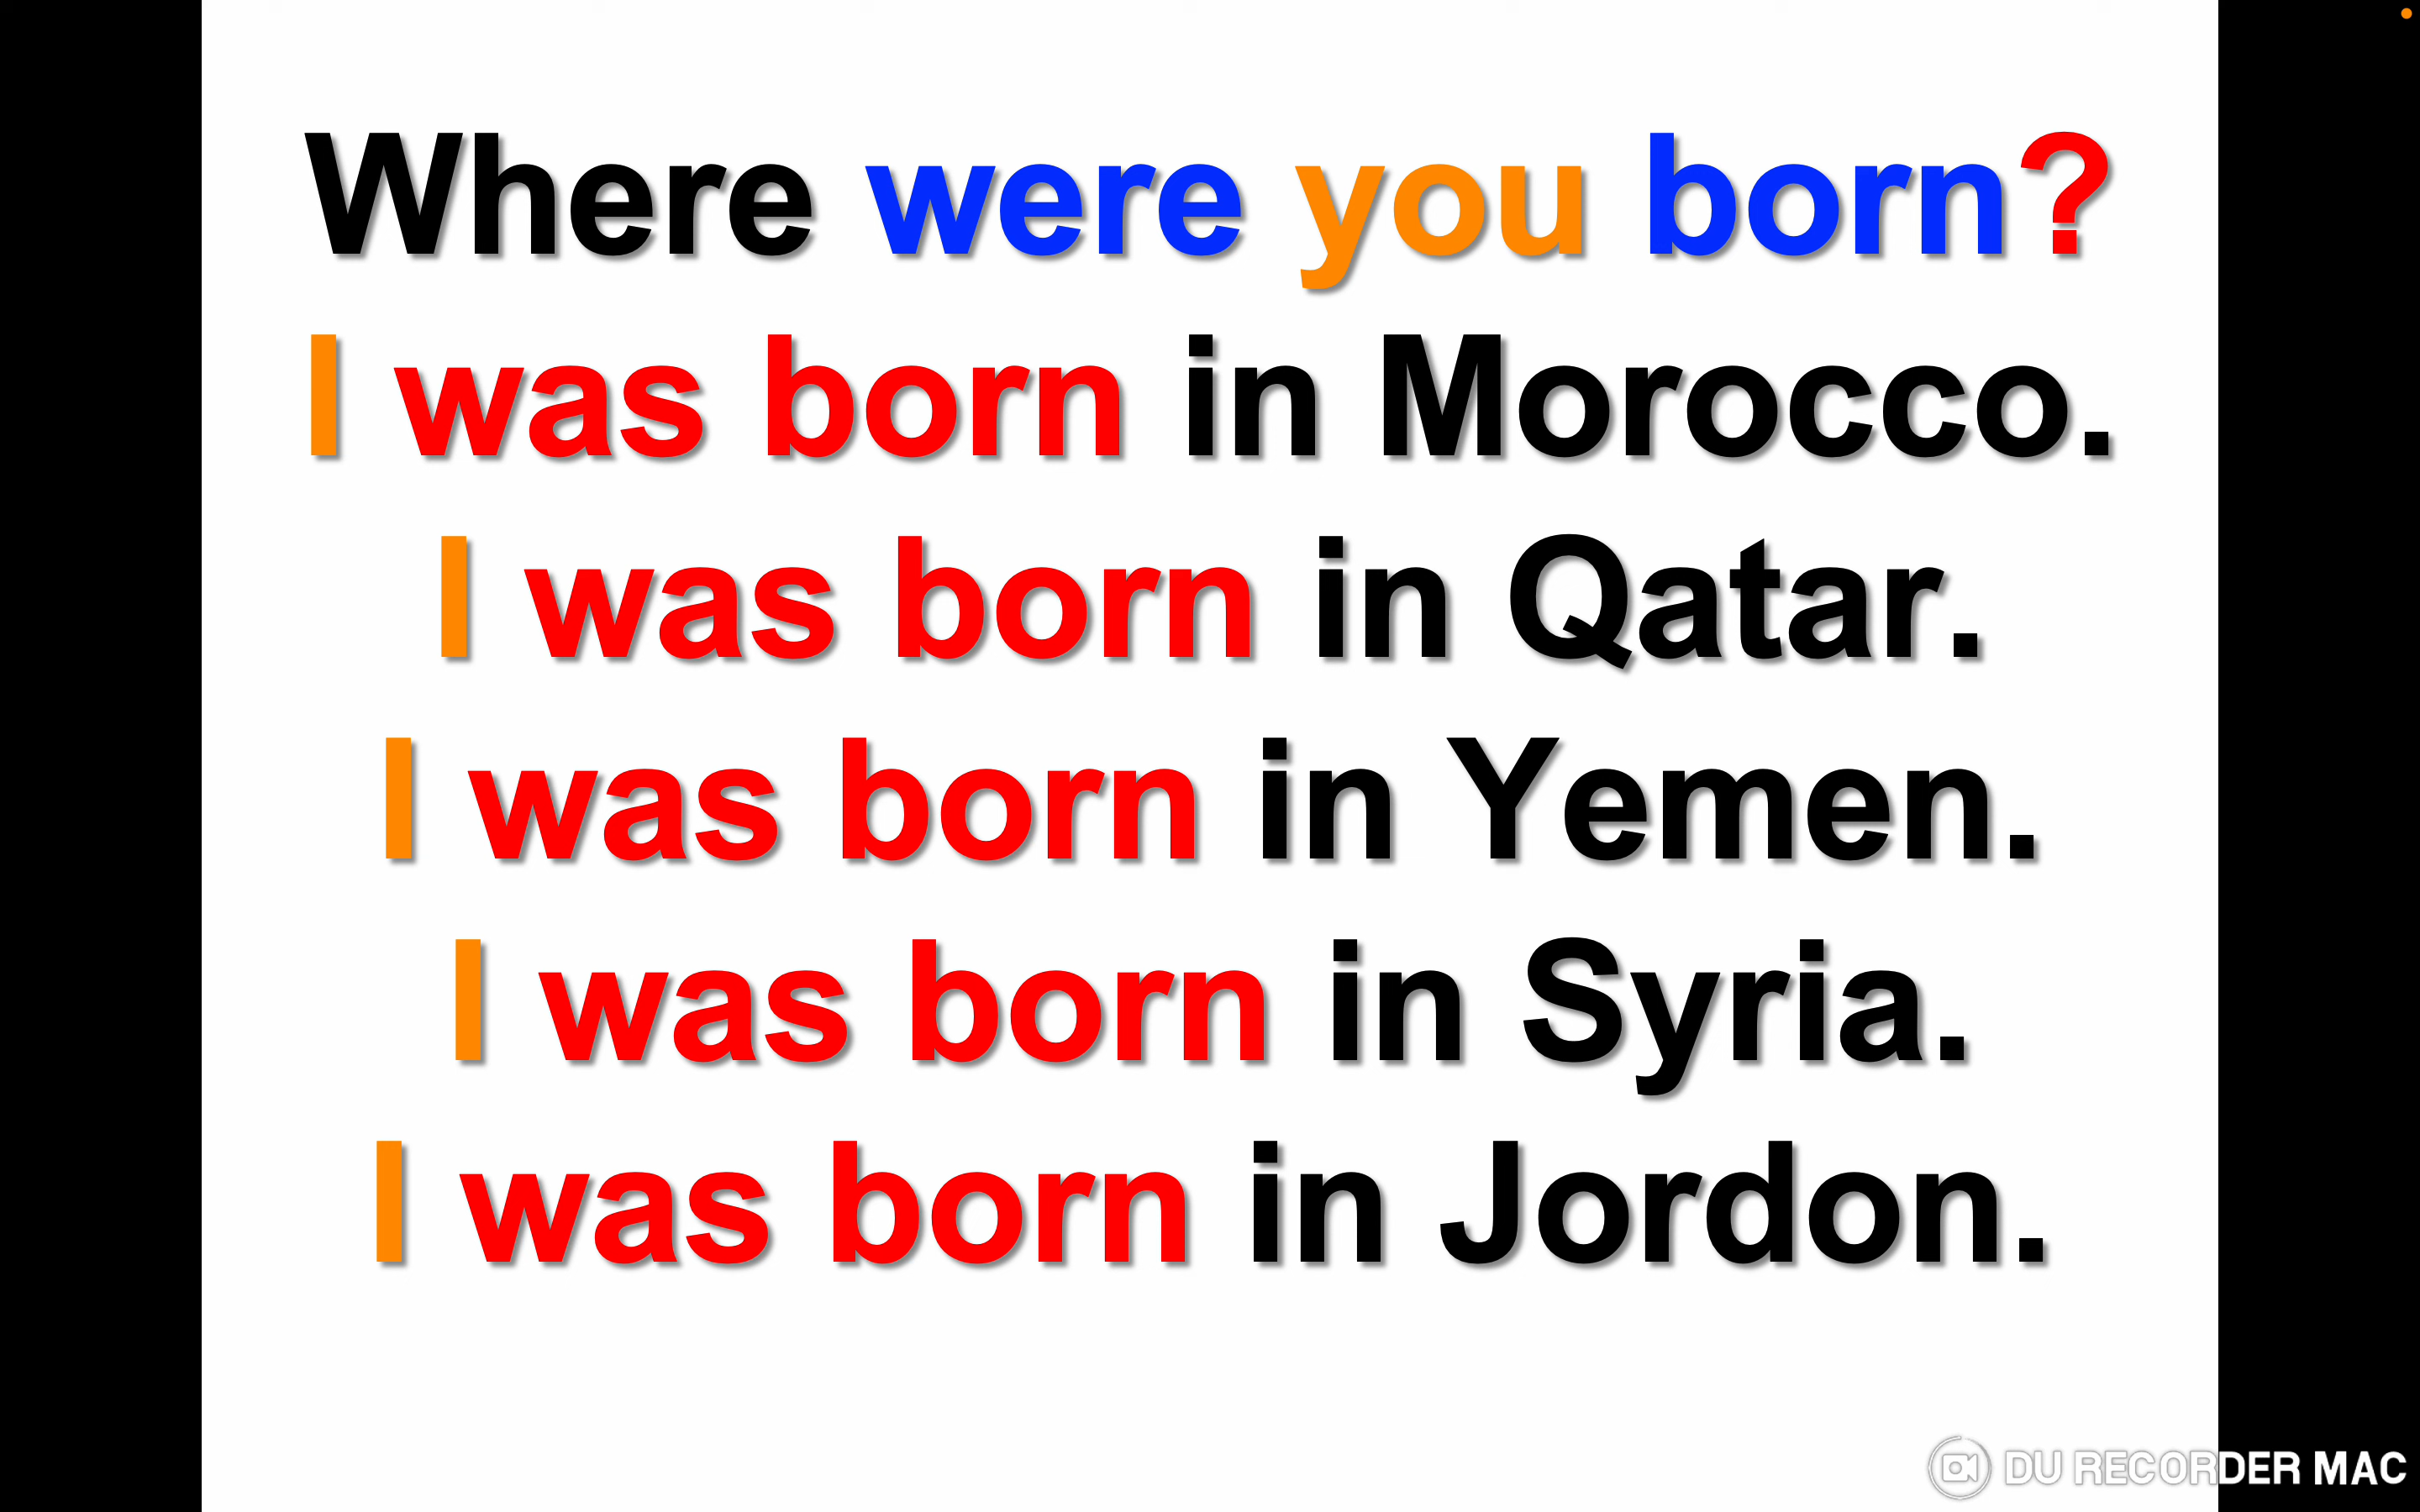 Where were you born?
I was born in Morocco.
I was born in Qatar.
I was born in Yemen.
I was born in Syria.
I was born in Jordon.
DU RECORDER MAC